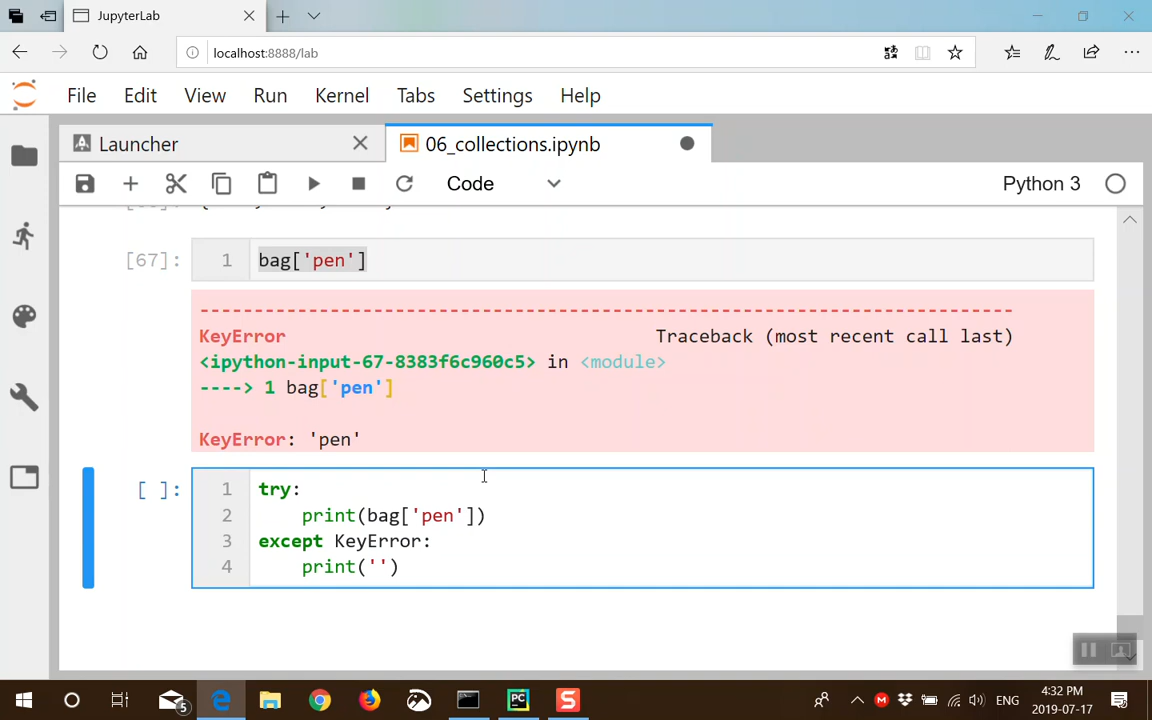 JupyterLab
localhost:8888/lab
File Edit View Run Kernel Tabs Settings Help
Launcher
06_collections.ipynb
Code
Python 3
[67]:
1 bag['pen']
---------------------------------------------------------------------------
KeyError Traceback (most recent call last)
<ipython-input-67-8383f6c960c5> in <module>
----> 1 bag['pen']
KeyError: 'pen'
[ ]:
1 try:
2     print(bag['pen'])
3 except KeyError:
4     print('')
5
PC
S
ENG
4:32 PM
2019-07-17